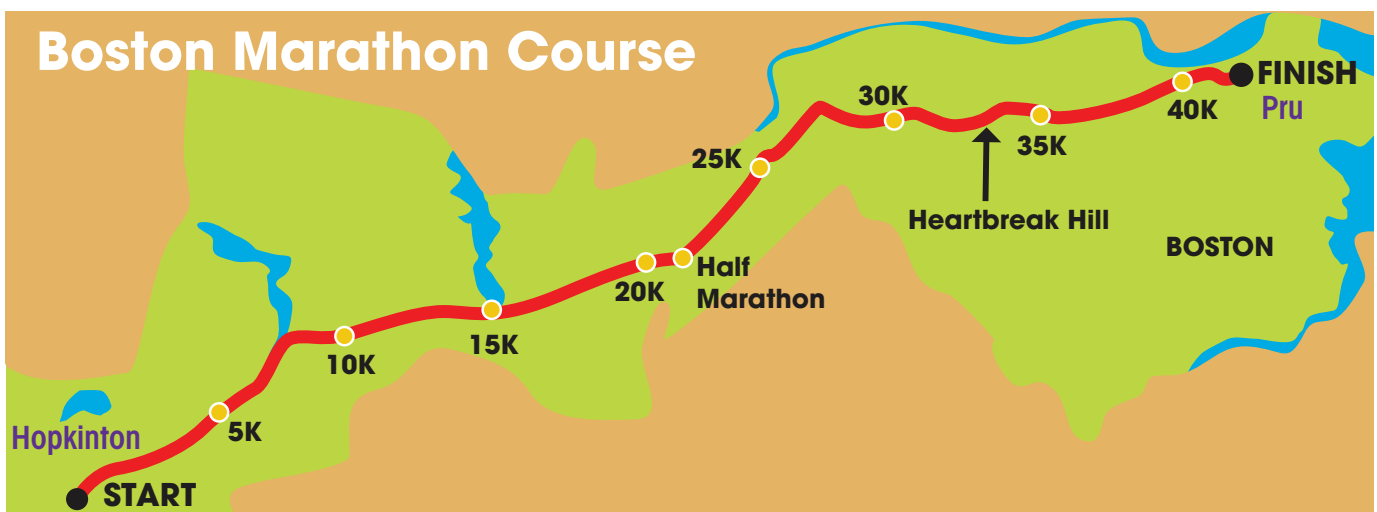 Boston Marathon Course
FINISH
Pru
30K
40K
35K
25K
Heartbreak Hill
BOSTON
Half
Marathon
20K
15K
10K
5K
Hopkinton
START